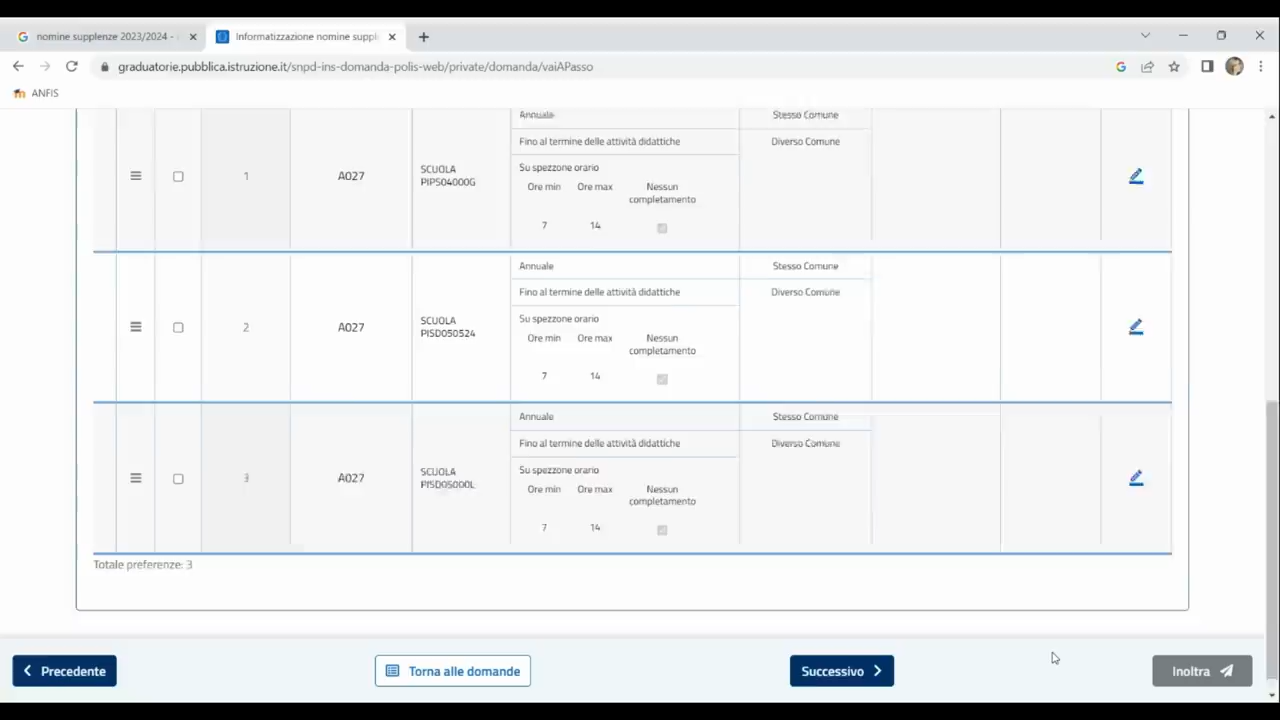 nomine supplenze 2023/2024 -
Informatizzazione nomine suppl
graduatorie.pubblica.istruzione.it/snpd-ins-domanda-polis-web/private/domanda/vaiAPasso
ANFIS
Annuale
Stesso Comune
Fino al termine delle attività didattiche
Diverso Comune
1
A027
SCUOLA
PIPS04000G
Su spezzone orario
Ore min
Ore max
Nessun
completamento
7
14
Annuale
Stesso Comune
Fino al termine delle attività didattiche
Diverso Comune
2
A027
SCUOLA
PISD050524
Su spezzone orario
Ore min
Ore max
Nessun
completamento
7
14
Annuale
Stesso Comune
Fino al termine delle attività didattiche
Diverso Comune
3
A027
SCUOLA
PISD05000L
Su spezzone orario
Ore min
Ore max
Nessun
completamento
7
14
Totale preferenze: 3
Precedente
Torna alle domande
Successivo
Inoltra